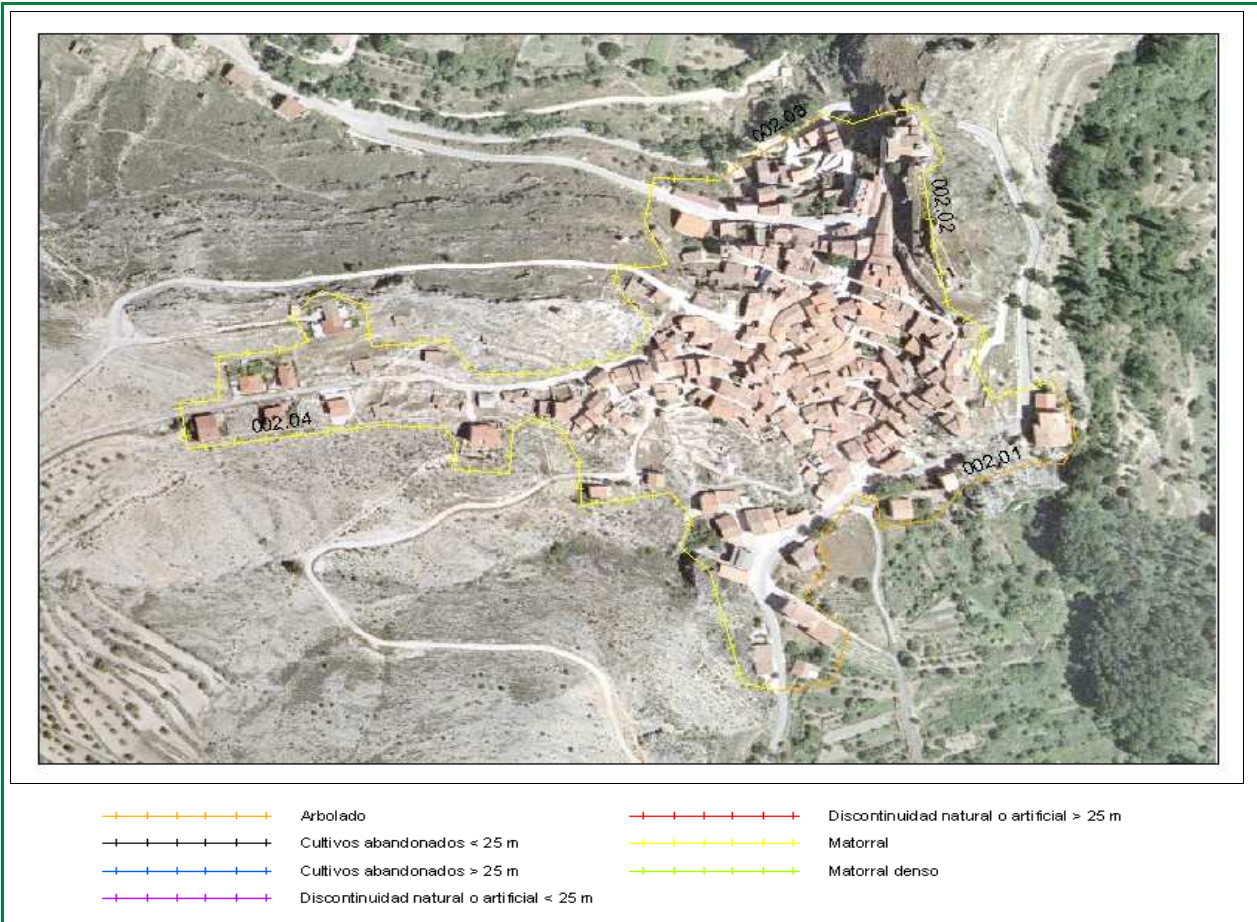 002.03
002.02
002.04
002.01
Arbolado
Cultivos abandonados < 25 m
Cultivos abandonados > 25 m
Discontinuidad natural o artificial < 25 m
Discontinuidad natural o artificial > 25 m
Matorral
Matorral denso